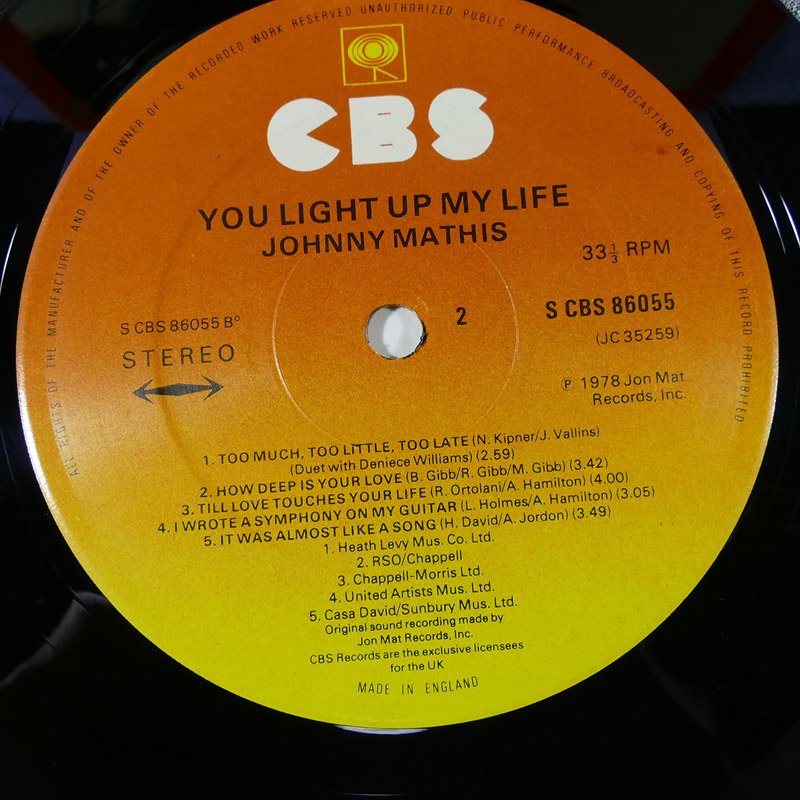 ALL RIGHTS OF THE MANUFACTURER AND OF THE OWNER OF THE RECORDED WORK RESERVED UNAUTHORIZED PUBLIC PERFORMANCE BROADCASTING AND COPYING OF THIS RECORD PROHIBITED
CBS
YOU LIGHT UP MY LIFE
JOHNNY MATHIS
33⅓ RPM
S CBS 86055 B°
STEREO
2
S CBS 86055
(JC 35259)
℗ 1978 Jon Mat
Records, Inc.
1. TOO MUCH, TOO LITTLE, TOO LATE (N. Kipner/J. Vallins)
(Duet with Deniece Williams) (2.59)
2. HOW DEEP IS YOUR LOVE (B. Gibb/R. Gibb/M. Gibb) (3.42)
3. TILL LOVE TOUCHES YOUR LIFE (R. Ortolani/A. Hamilton) (4.00)
4. I WROTE A SYMPHONY ON MY GUITAR (L. Holmes/A. Hamilton) (3.05)
5. IT WAS ALMOST LIKE A SONG (H. David/A. Jordon) (3.49)
1. Heath Levy Mus. Co. Ltd.
2. RSO/Chappell
3. Chappell-Morris Ltd.
4. United Artists Mus. Ltd.
5. Casa David/Sunbury Mus. Ltd.
Original sound recording made by
Jon Mat Records, Inc.
CBS Records are the exclusive licensees
for the UK
MADE IN ENGLAND